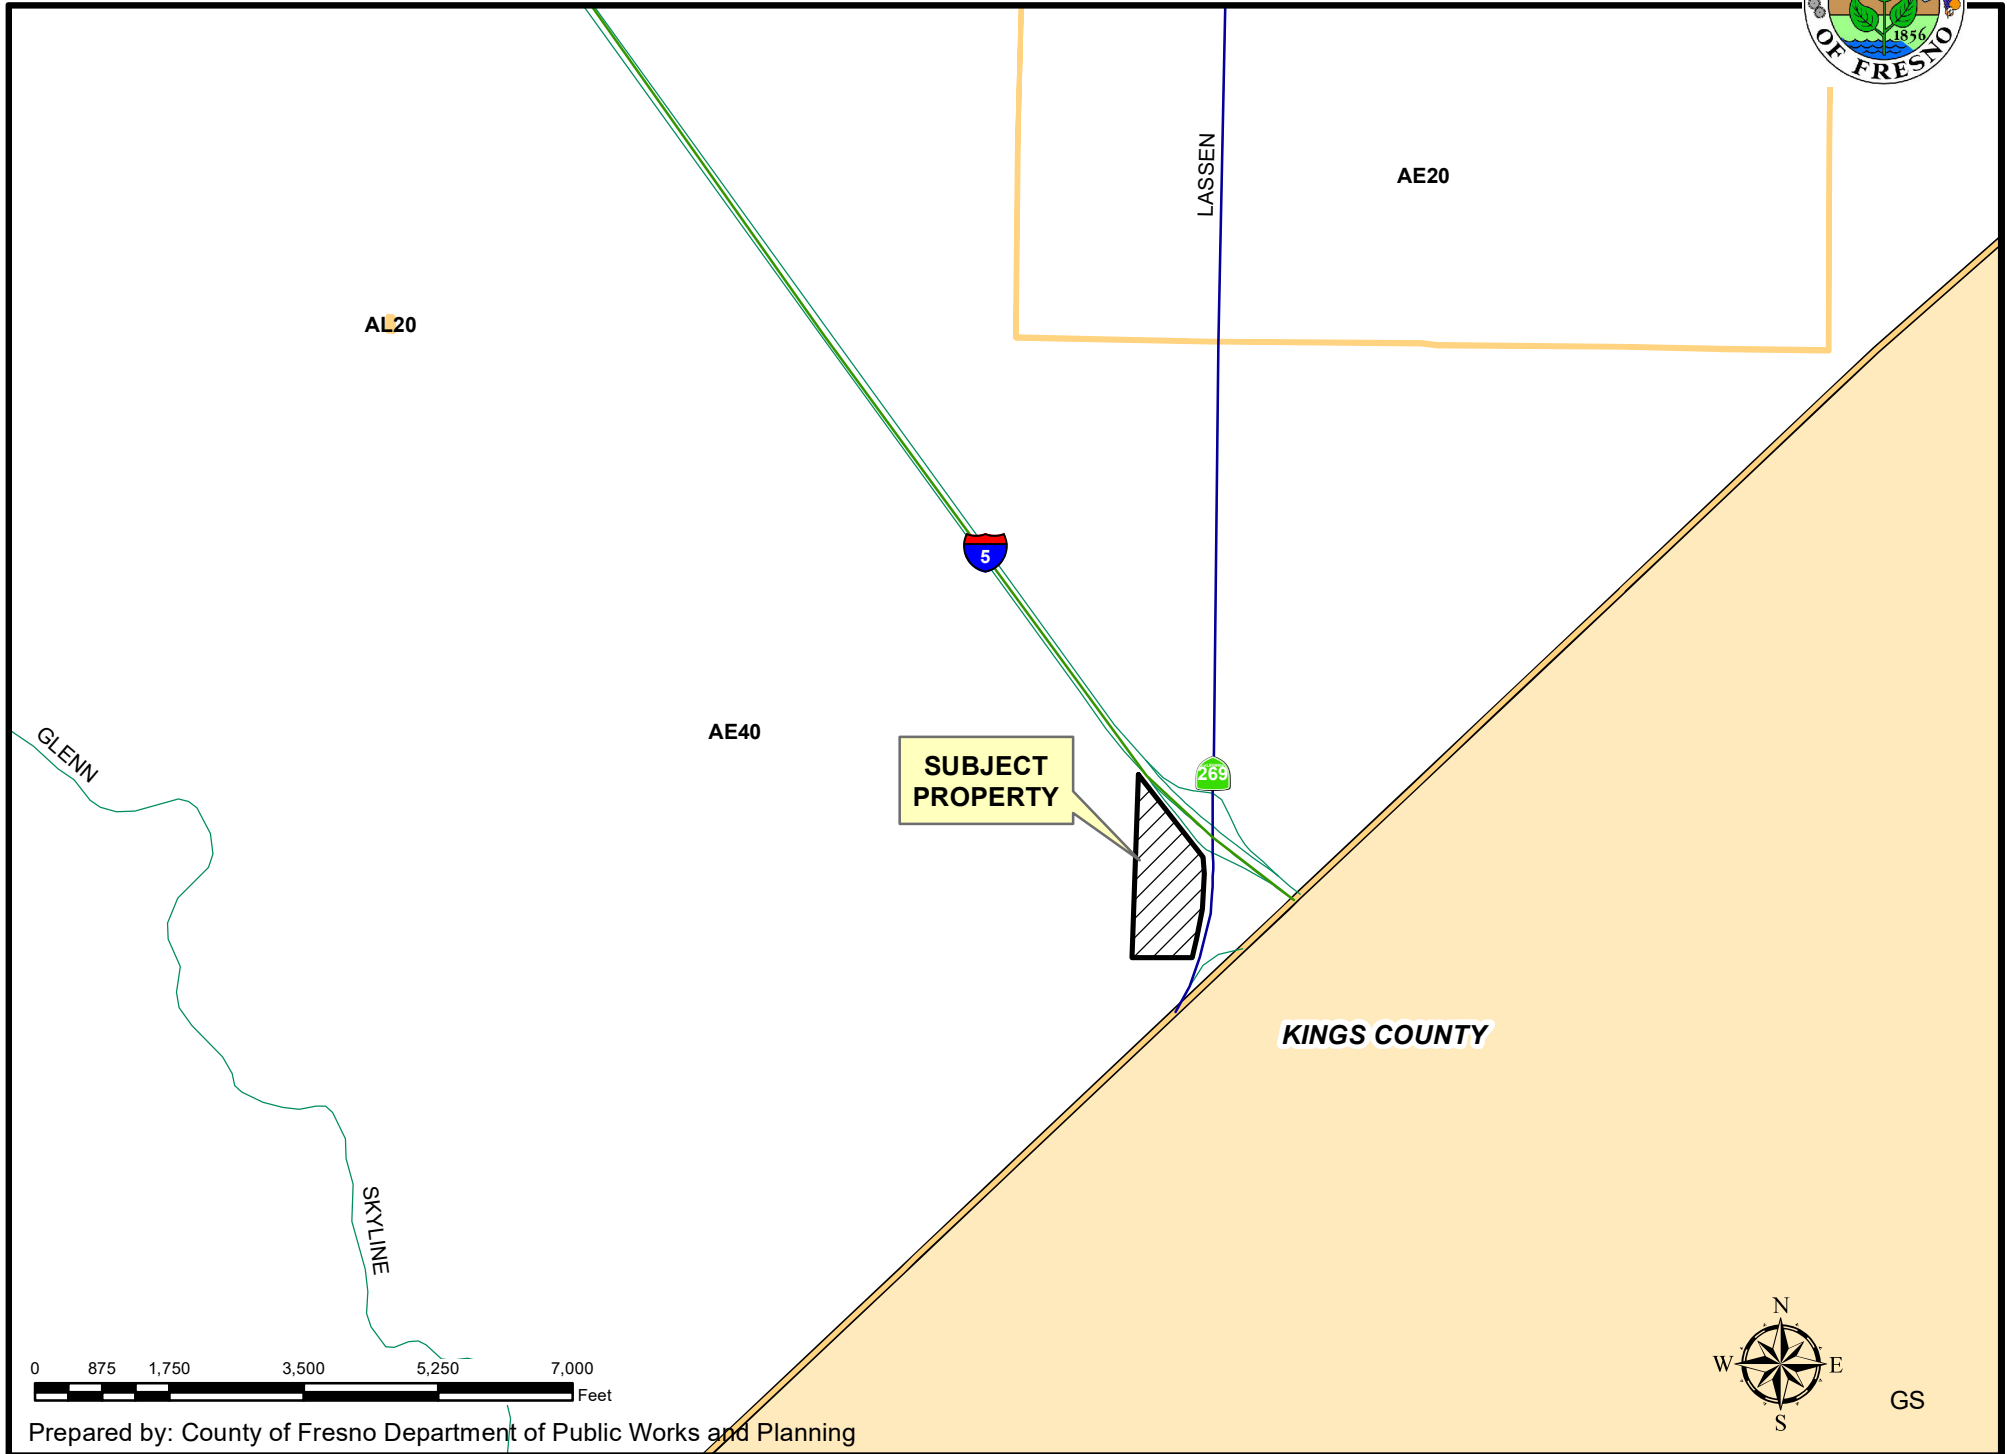 1856
OF FRESNO
LASSEN
AE20
AL20
5
GLENN
AE40
SUBJECT
PROPERTY
269
KINGS COUNTY
SKYLINE
N
W E
S
0 875 1,750 3,500 5,250 7,000
Feet
GS
Prepared by: County of Fresno Department of Public Works and Planning